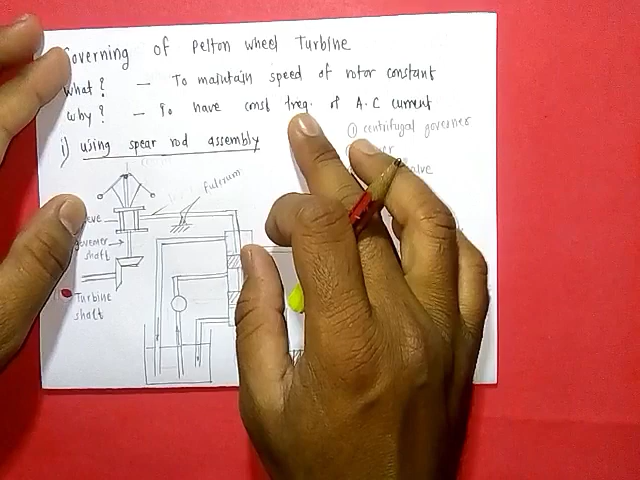 Governing of Pelton wheel Turbine
what? — To maintain speed of rotor constant
why? — To have const freq. of A.C current
i) using spear rod assembly
① centrifugal governer
fulcrum
governer
shaft
Turbine
shaft